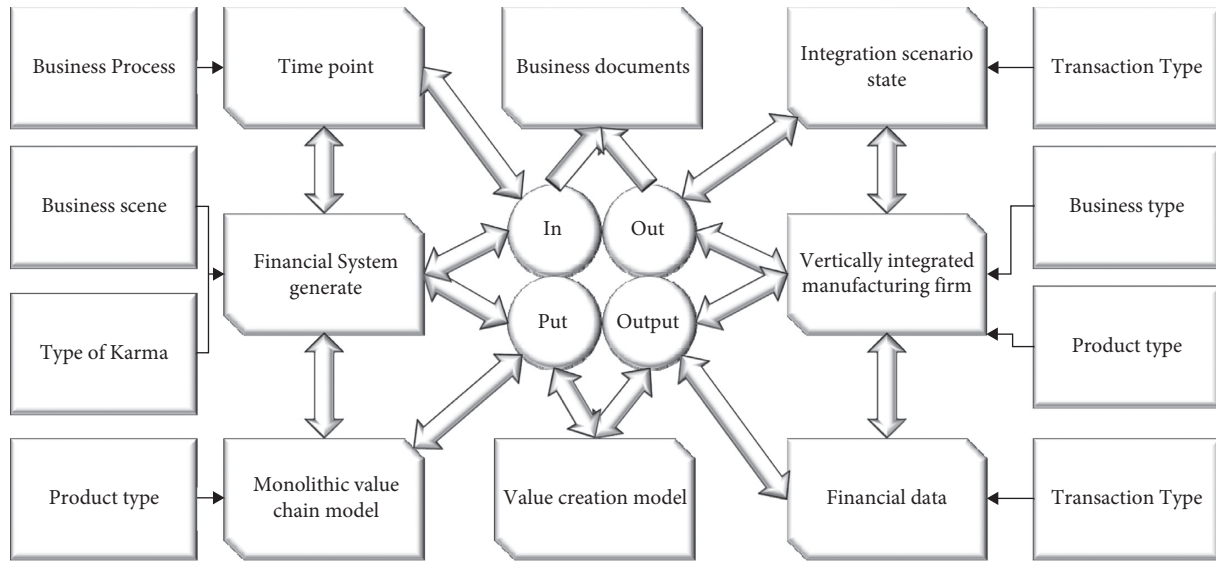 Business Process
Time point
Business documents
Integration scenario
state
Transaction Type
Business scene
Business type
In
Out
Financial System
generate
Vertically integrated
manufacturing firm
Type of Karma
Put
Output
Product type
Product type
Monolithic value
chain model
Value creation model
Financial data
Transaction Type